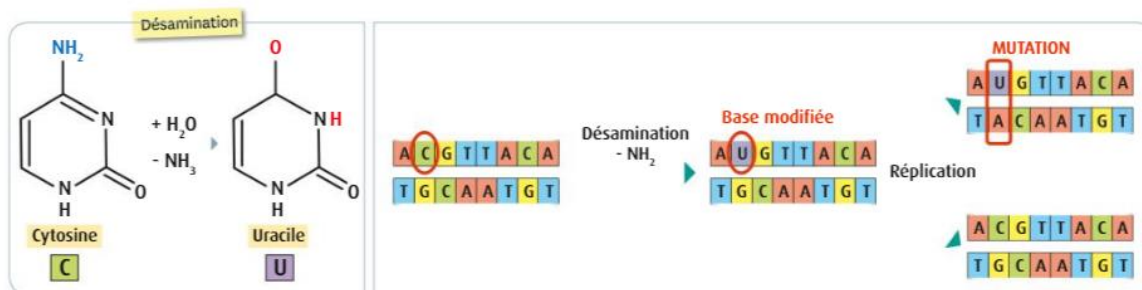 Désamination
NH2
N
+ H2O
- NH3
N
H
O
Cytosine
C
O
NH
N
H
O
Uracile
U
A C G T T A C A
T G C A A T G T
Désamination
- NH2
Base modifiée
A U G T T A C A
T G C A A T G T
Réplication
MUTATION
A U G T T A C A
T A C A A T G T
A C G T T A C A
T G C A A T G T